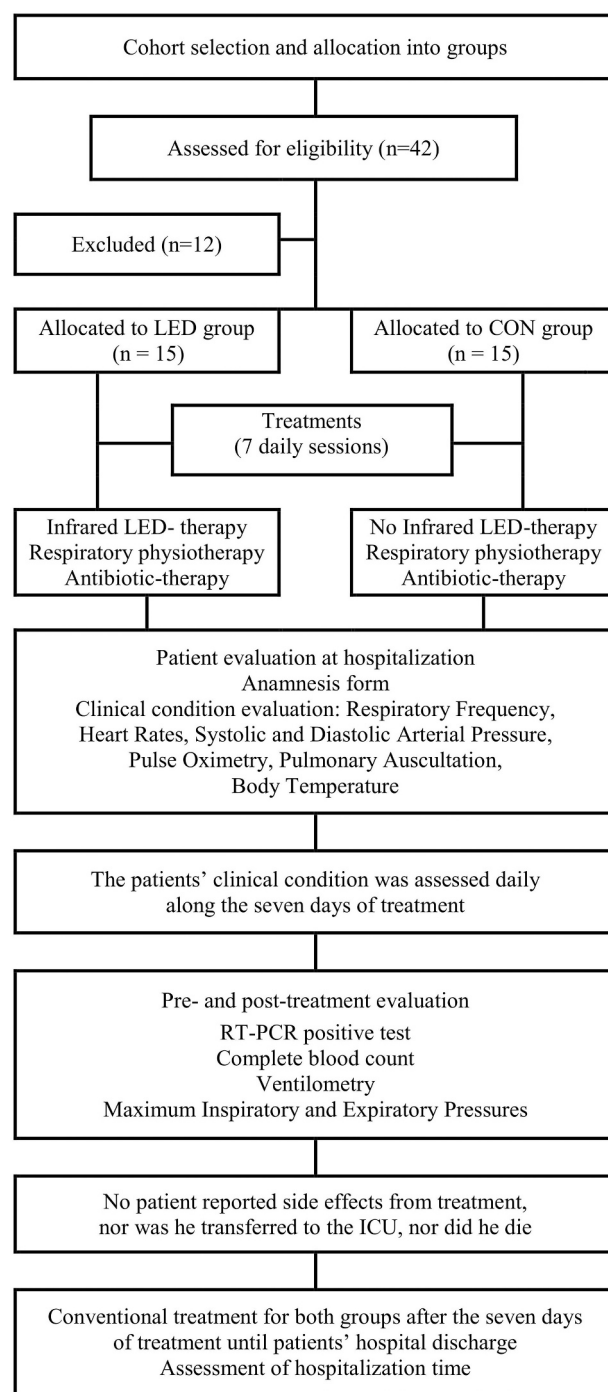 Cohort selection and allocation into groups
Assessed for eligibility (n=42)
Excluded (n=12)
Allocated to LED group
(n = 15)
Allocated to CON group
(n = 15)
Treatments
(7 daily sessions)
Infrared LED- therapy
Respiratory physiotherapy
Antibiotic-therapy
No Infrared LED-therapy
Respiratory physiotherapy
Antibiotic-therapy
Patient evaluation at hospitalization
Anamnesis form
Clinical condition evaluation: Respiratory Frequency,
Heart Rates, Systolic and Diastolic Arterial Pressure,
Pulse Oximetry, Pulmonary Auscultation,
Body Temperature
The patients’ clinical condition was assessed daily
along the seven days of treatment
Pre- and post-treatment evaluation
RT-PCR positive test
Complete blood count
Ventilometry
Maximum Inspiratory and Expiratory Pressures
No patient reported side effects from treatment,
nor was he transferred to the ICU, nor did he die
Conventional treatment for both groups after the seven days
of treatment until patients’ hospital discharge
Assessment of hospitalization time